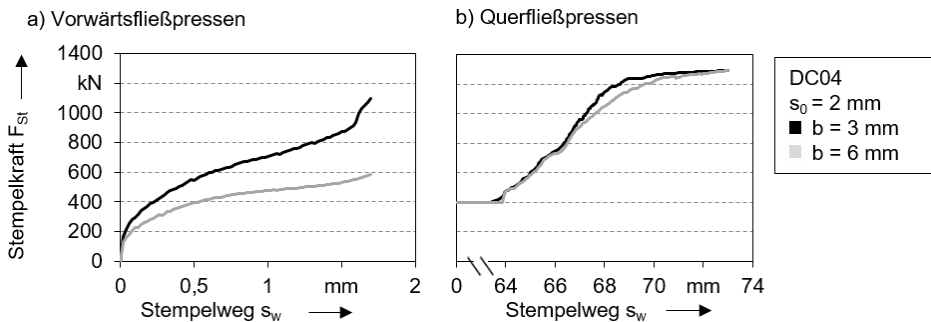 a) Vorwärtsfließpressen
b) Querfließpressen
Stempelkraft F_St
1400
kN
1000
800
600
400
200
0
0 0,5 1 mm 2
Stempelweg s_w
0 64 66 68 70 mm 74
Stempelweg s_w
DC04
s₀ = 2 mm
b = 3 mm
b = 6 mm